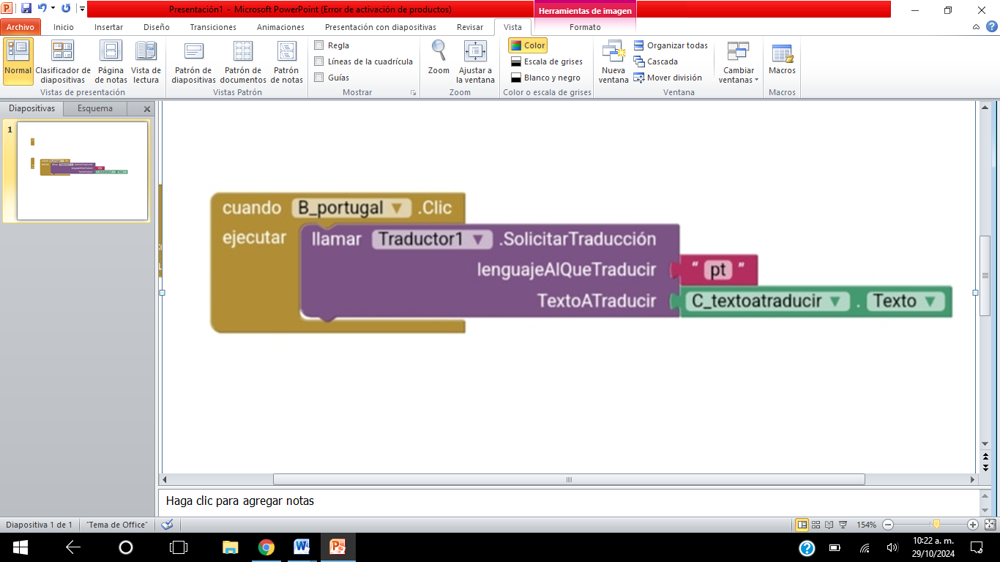 Presentación1 - Microsoft PowerPoint (Error de activación de productos)
Herramientas de imagen
Archivo Inicio Insertar Diseño Transiciones Animaciones Presentación con diapositivas Revisar Vista Formato
Normal
Clasificador de diapositivas
Página de notas
Vista de lectura
Vistas de presentación
Patrón de diapositivas
Patrón de documentos
Patrón de notas
Vistas Patrón
Regla
Líneas de la cuadrícula
Guías
Mostrar
Zoom
Ajustar a la ventana
Zoom
Color
Escala de grises
Blanco y negro
Color o escala de grises
Nueva ventana
Organizar todas
Cascada
Mover división
Cambiar ventanas
Ventana
Macros
Macros
Diapositivas Esquema
1
cuando B_portugal .Clic
ejecutar llamar Traductor1 .SolicitarTraducción
lenguajeAlQueTraducir " pt "
TextoATraducir C_textoatraducir . Texto
Haga clic para agregar notas
Diapositiva 1 de 1 "Tema de Office" 154%
10:22 a. m.
29/10/2024